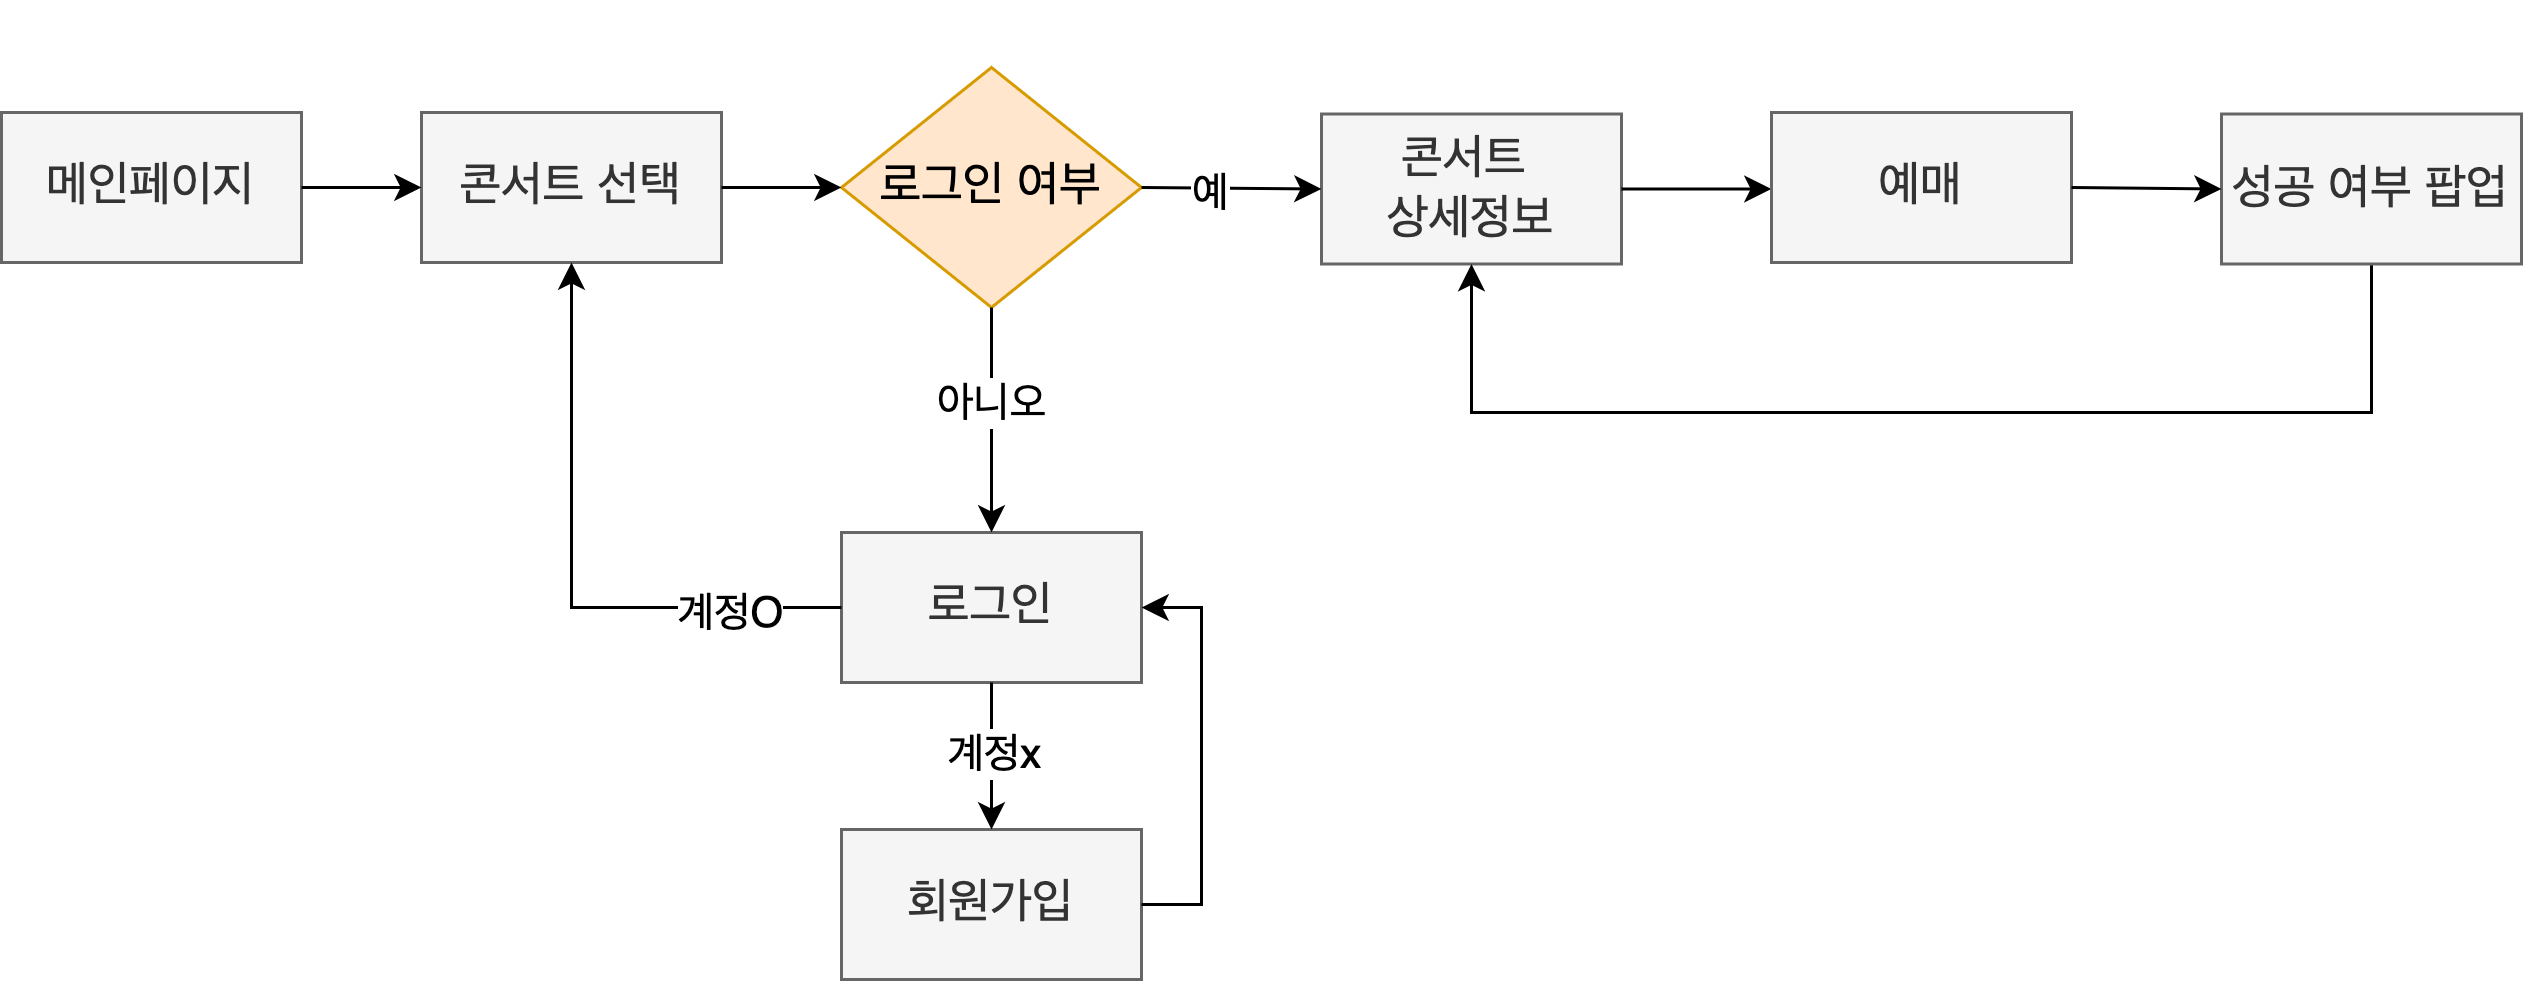 메인페이지
콘서트 선택
로그인 여부
예
콘서트
상세정보
예매
성공 여부 팝업
아니오
로그인
계정O
계정x
회원가입